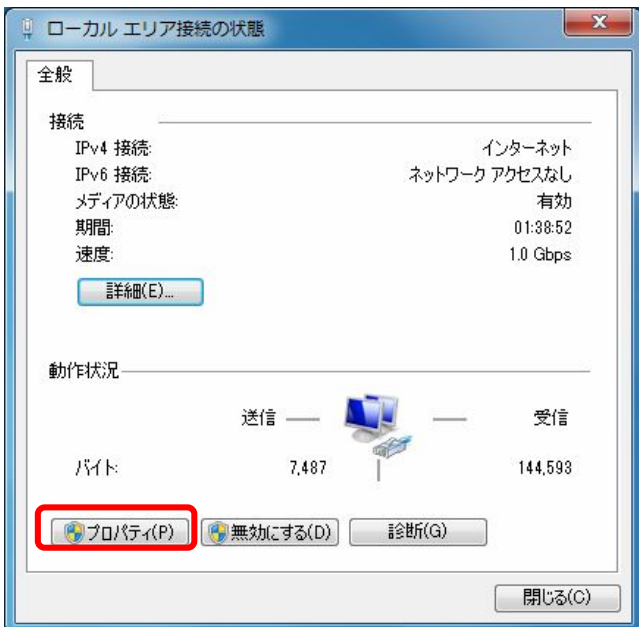 ローカル エリア接続の状態
全般
接続
IPv4 接続: インターネット
IPv6 接続: ネットワーク アクセスなし
メディアの状態: 有効
期間: 01:38:52
速度: 1.0 Gbps
詳細(E)...
動作状況
送信 受信
バイト: 7,487 144,593
プロパティ(P) 無効にする(D) 診断(G)
閉じる(C)